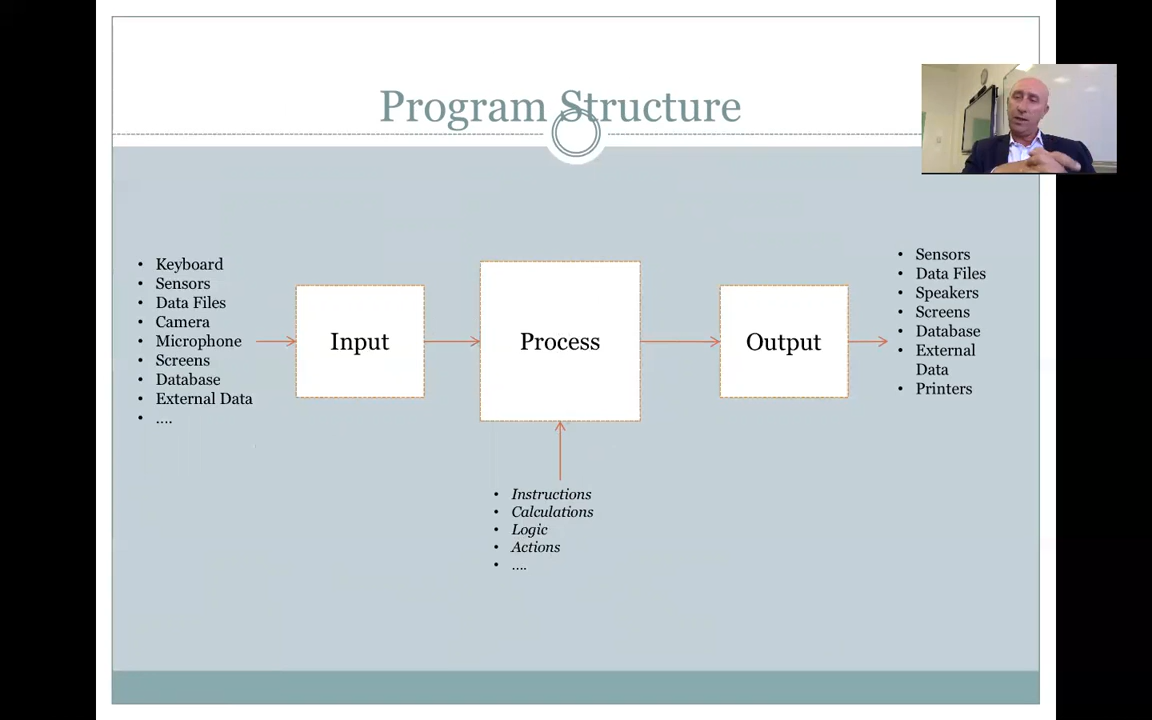 Program Structure
Keyboard
Sensors
Data Files
Camera
Microphone
Screens
Database
External Data
....
Input
Process
Output
Sensors
Data Files
Speakers
Screens
Database
External
Data
Printers
Instructions
Calculations
Logic
Actions
....